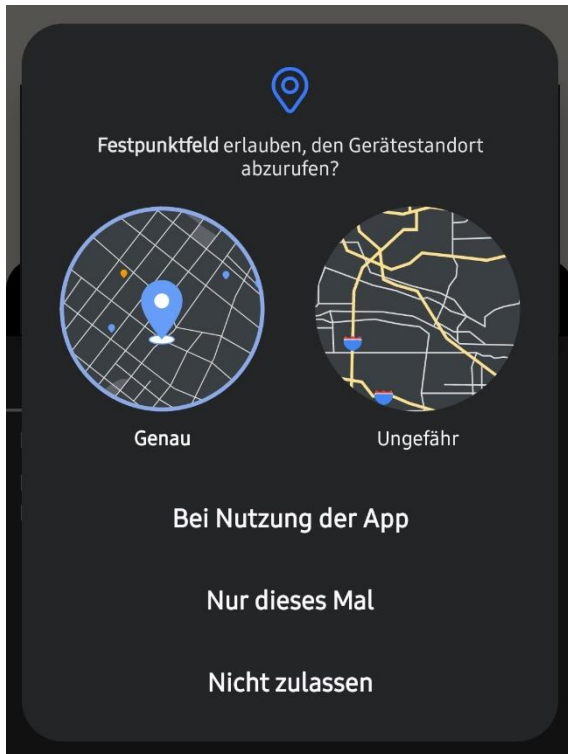 Festpunktfeld erlauben, den Gerätestandort
abzurufen?
Genau
Ungefähr
Bei Nutzung der App
Nur dieses Mal
Nicht zulassen